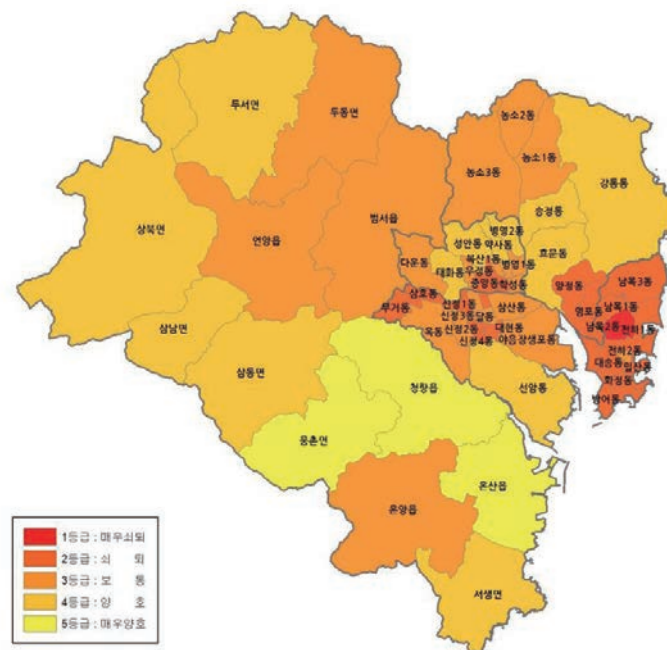 두서면
두동면
농소2동
농소1동
농소3동
강동동
송정동
상북면
언양읍
범서읍
병영2동
성안동
약사동
효문동
복산1동
다운동
태화동
우정동
병영1동
중앙동
학성동
삼호동
무거동
양정동
남목3동
염포동
남목1동
남목2동
전하1동
신정1동
삼산동
신정3동
달동
옥동
신정2동
대현동
신정4동
야음장생포동
전하2동
대송동
일산동
화정동
방어동
삼남면
삼동면
선암동
청량읍
웅촌면
온산읍
온양읍
서생면
1등급 : 매우쇠퇴
2등급 : 쇠 퇴
3등급 : 보 통
4등급 : 양 호
5등급 : 매우양호